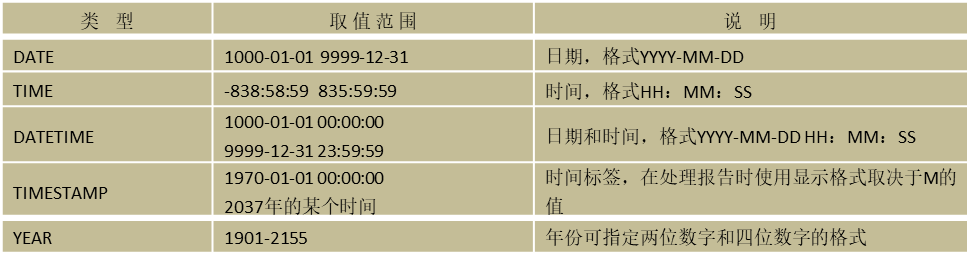 类 型 取 值 范 围 说 明
DATE 1000-01-01 9999-12-31 日期，格式YYYY-MM-DD
TIME -838:58:59 835:59:59 时间，格式HH：MM：SS
DATETIME 1000-01-01 00:00:00
9999-12-31 23:59:59 日期和时间，格式YYYY-MM-DD HH：MM：SS
TIMESTAMP 1970-01-01 00:00:00
2037年的某个时间 时间标签，在处理报告时使用显示格式取决于M的
值
YEAR 1901-2155 年份可指定两位数字和四位数字的格式